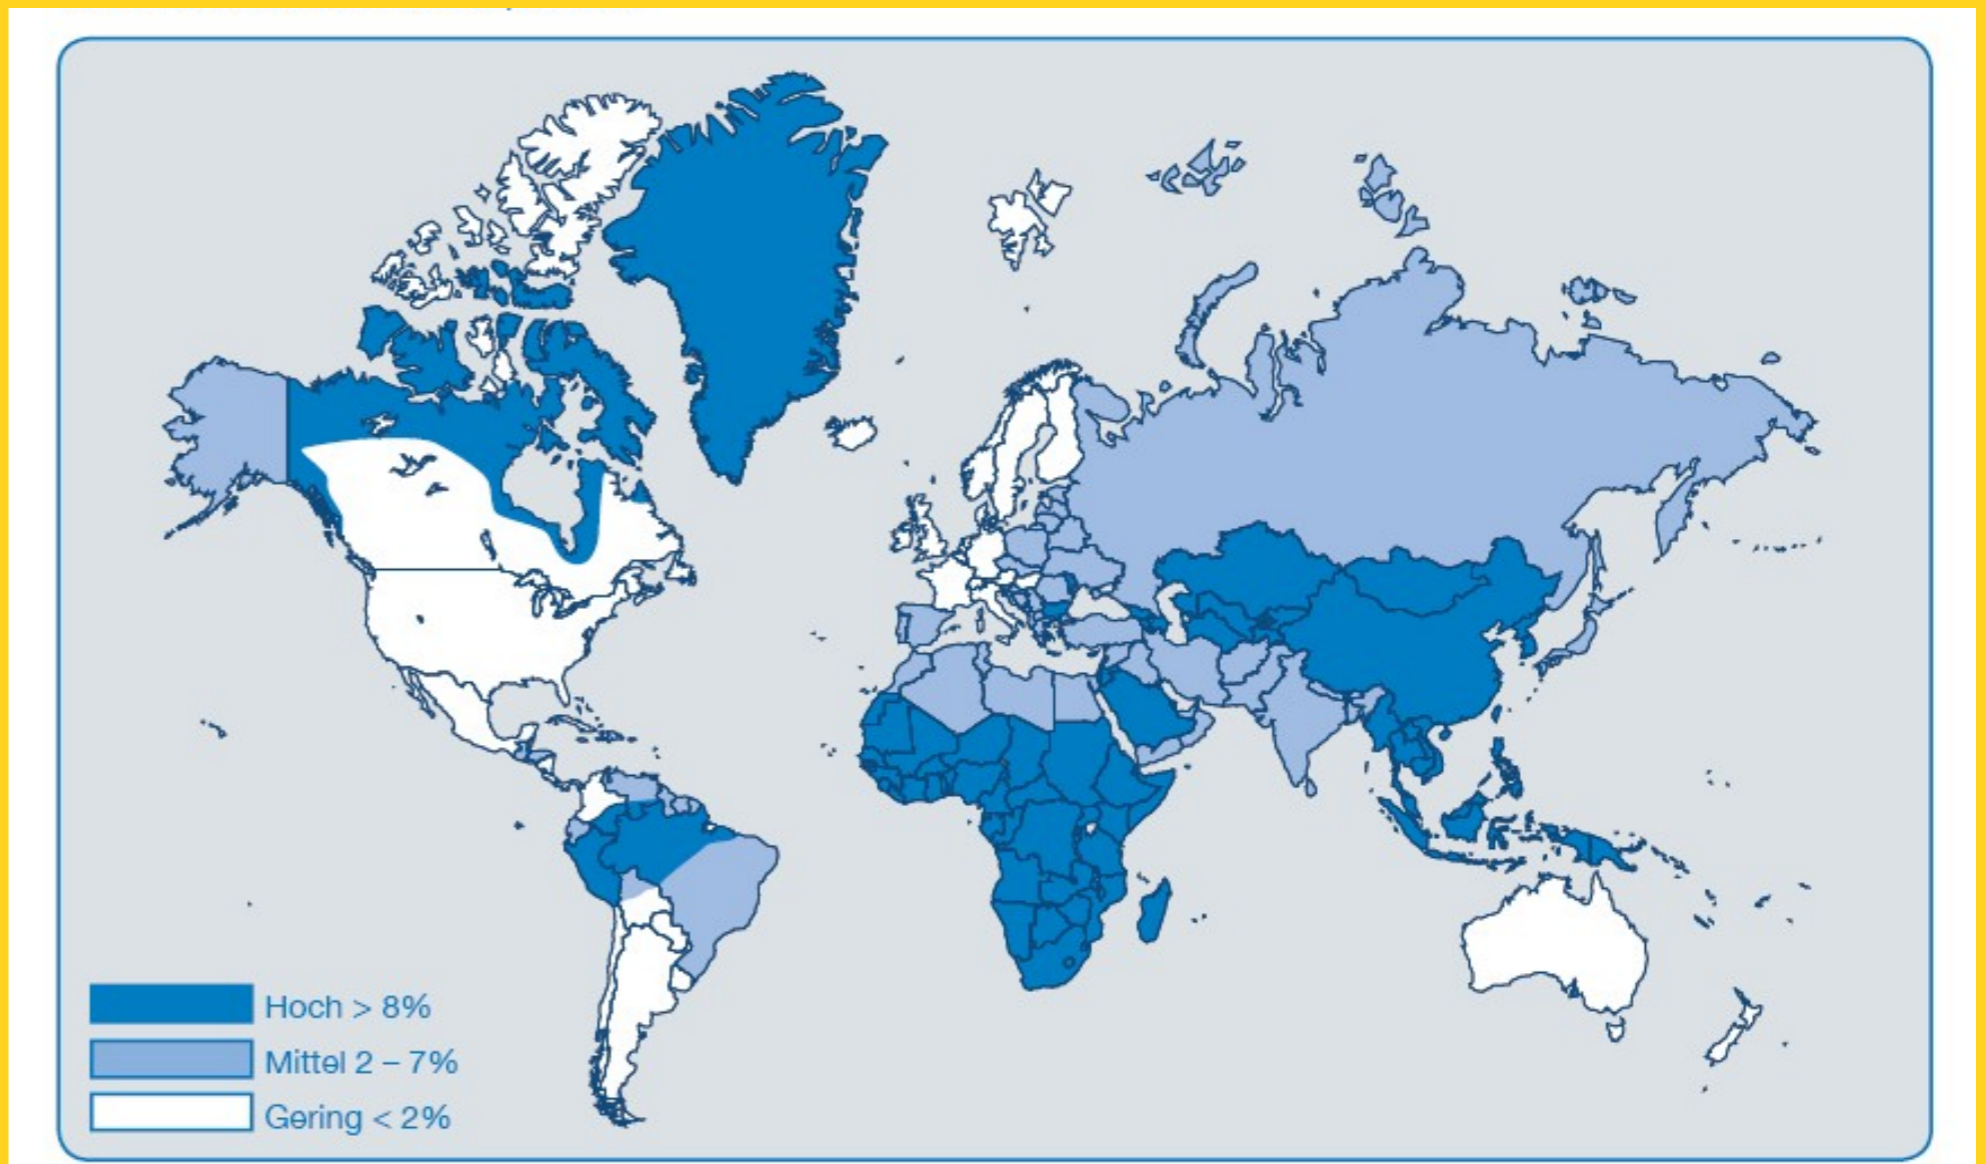 Hoch > 8%
Mittel 2 – 7%
Gering < 2%